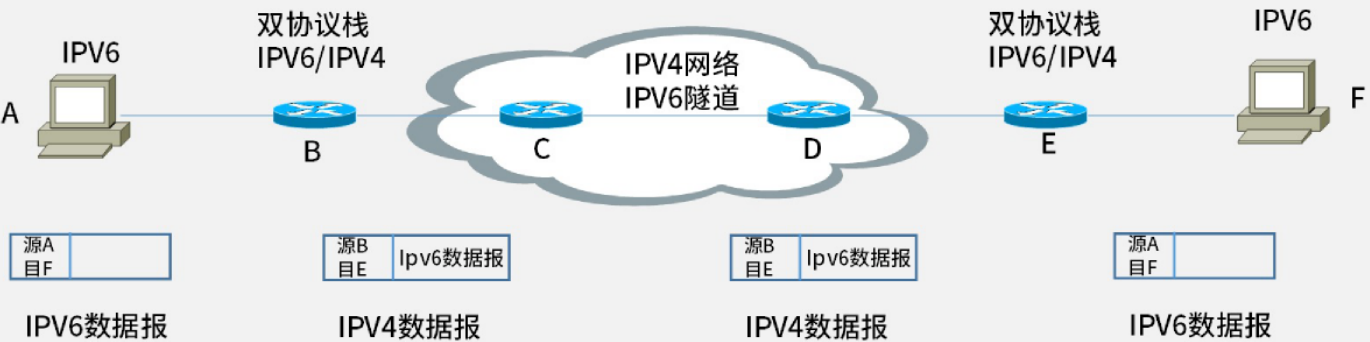 IPV6
双协议栈
IPV6/IPV4
IPV4网络
IPV6隧道
双协议栈
IPV6/IPV4
IPV6
A
B
C
D
E
F
源A
目F
源B
目E
Ipv6数据报
源B
目E
Ipv6数据报
源A
目F
IPV6数据报
IPV4数据报
IPV4数据报
IPV6数据报